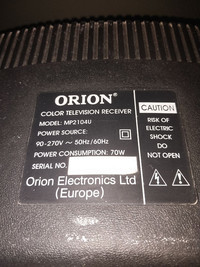 ORION®
COLOR TELEVISION RECEIVER
MODEL: MP2104U
POWER SOURCE:
90-270V ~ 50Hz/60Hz
POWER CONSUMPTION: 70W
SERIAL NO.
Orion Electronics Ltd
(Europe)
CAUTION
RISK OF
ELECTRIC
SHOCK
DO
NOT OPEN